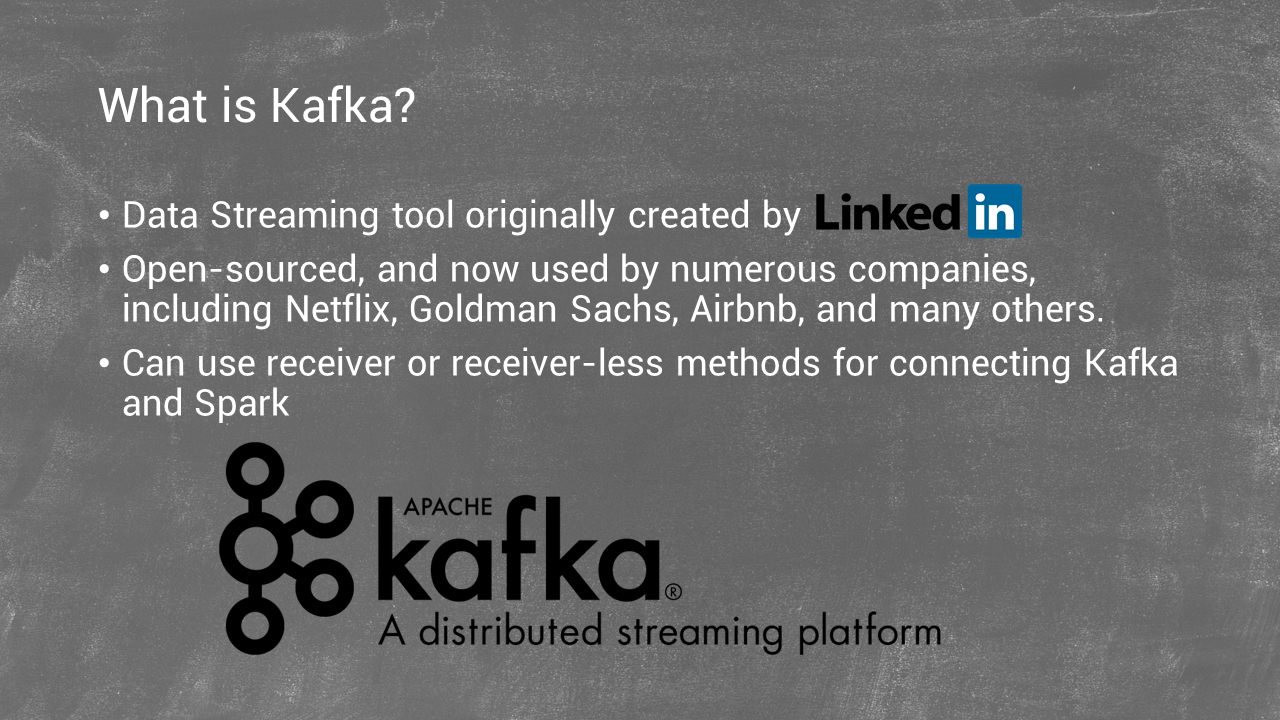 What is Kafka?
• Data Streaming tool originally created by Linked in
• Open-sourced, and now used by numerous companies,
including Netflix, Goldman Sachs, Airbnb, and many others.
• Can use receiver or receiver-less methods for connecting Kafka
and Spark
APACHE
kafka®
A distributed streaming platform